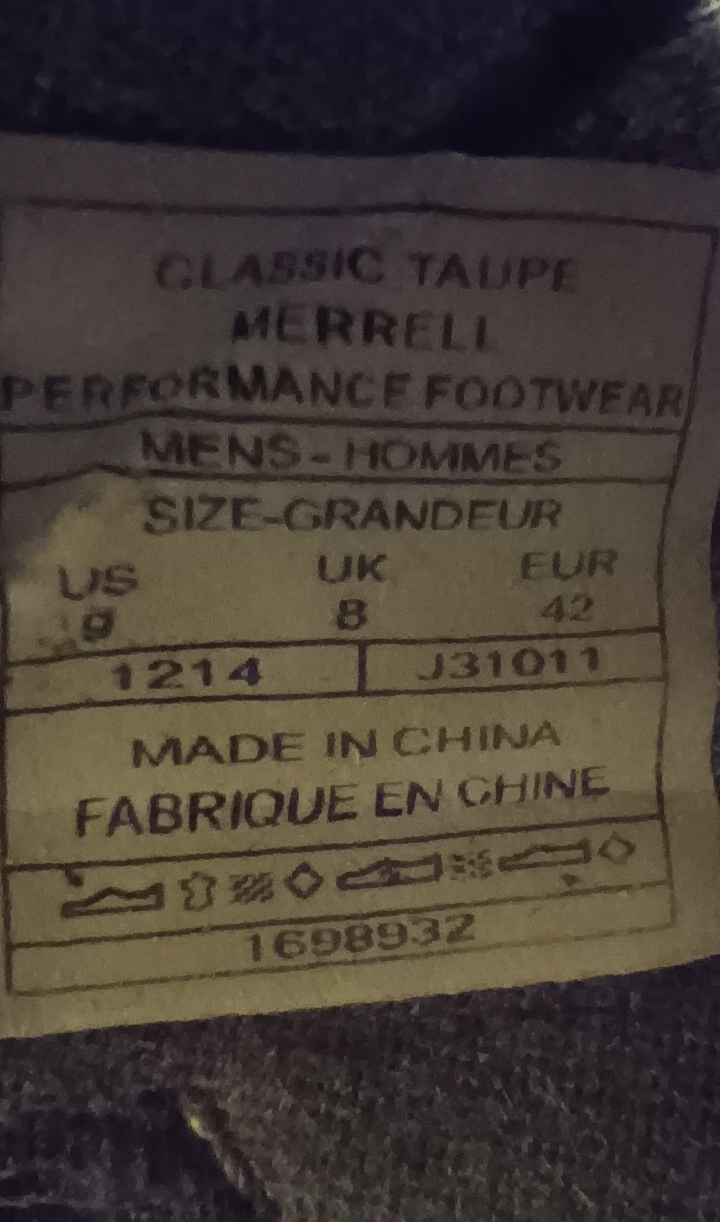 CLASSIC TAUPE
MERRELL
PERFORMANCE FOOTWEAR
MENS - HOMMES
SIZE-GRANDEUR
US UK EUR
9 8 42
1214 J31011
MADE IN CHINA
FABRIQUE EN CHINE
1698932